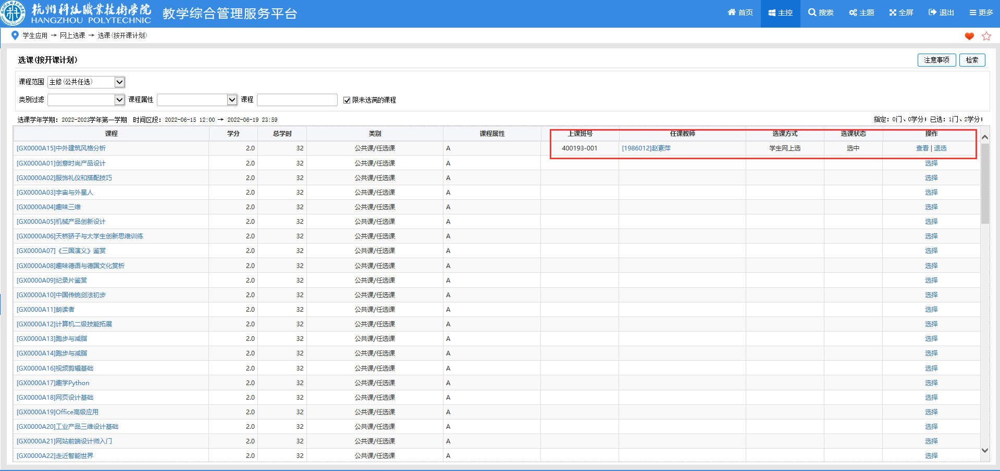 杭州科技職業技術學院
HANGZHOU POLYTECHNIC
教学综合管理服务平台
首页 主控 搜索 主题 全屏 退出 更多
学生应用 → 网上选课 → 选课(按开课计划)
选课(按开课计划)
注意事项 检索
课程范围 主修(公共任选)
类别过滤 课程属性 课程 限未选满的课程
选课学年学期：2022-2023学年第一学期 时间区段：2022-06-15 12:00 → 2022-06-19 23:59 指定：0门、0学分；已选：1门、2学分；
课程 学分 总学时 类别 课程属性 上课班号 任课教师 选课方式 选课状态 操作
[GX0000A15]中外建筑风格分析 2.0 32 公共课/任选课 A 400193-001 [1986012]赵蓁萍 学生网上选 选中 查看 | 退选
[GX0000A01]创意时尚产品设计 2.0 32 公共课/任选课 A 选择
[GX0000A02]服饰礼仪和搭配技巧 2.0 32 公共课/任选课 A 选择
[GX0000A03]宇宙与外星人 2.0 32 公共课/任选课 A 选择
[GX0000A04]趣味三维 2.0 32 公共课/任选课 A 选择
[GX0000A05]机械产品创新设计 2.0 32 公共课/任选课 A 选择
[GX0000A06]天桥骄子与大学生创新思维训练 2.0 32 公共课/任选课 A 选择
[GX0000A07]《三国演义》鉴赏 2.0 32 公共课/任选课 A 选择
[GX0000A08]趣味德语与德国文化赏析 2.0 32 公共课/任选课 A 选择
[GX0000A09]纪录片鉴赏 2.0 32 公共课/任选课 A 选择
[GX0000A10]中国传统剑法初步 2.0 32 公共课/任选课 A 选择
[GX0000A11]朗读者 2.0 32 公共课/任选课 A 选择
[GX0000A12]计算机二级技能拓展 2.0 32 公共课/任选课 A 选择
[GX0000A13]跑步与减脂 2.0 32 公共课/任选课 A 选择
[GX0000A14]跑步与减脂 2.0 32 公共课/任选课 A 选择
[GX0000A16]视频剪辑基础 2.0 32 公共课/任选课 A 选择
[GX0000A17]趣学Python 2.0 32 公共课/任选课 A 选择
[GX0000A18]网页设计基础 2.0 32 公共课/任选课 A 选择
[GX0000A19]Office高级应用 2.0 32 公共课/任选课 A 选择
[GX0000A20]工业产品三维设计基础 2.0 32 公共课/任选课 A 选择
[GX0000A21]网站前端设计师入门 2.0 32 公共课/任选课 A 选择
[GX0000A22]走近智能世界 2.0 32 公共课/任选课 A 选择